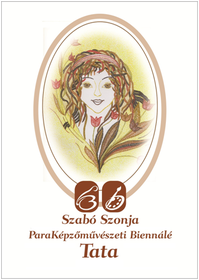 Szabó Szonja
ParaKépzőművészeti Biennálé
Tata